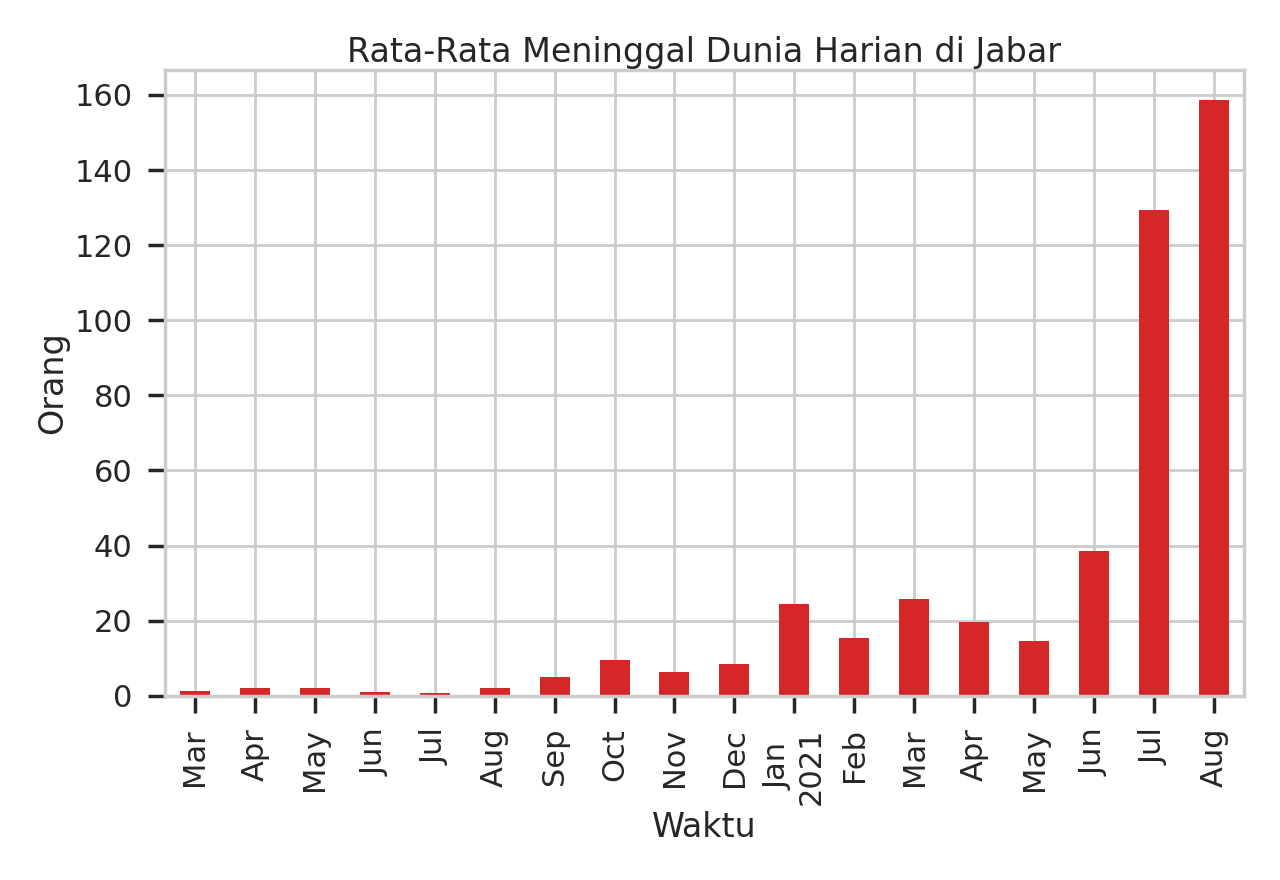 Rata-Rata Meninggal Dunia Harian di Jabar
160
140
120
100
80
60
40
20
0
Orang
Mar
Apr
May
Jun
Jul
Aug
Sep
Oct
Nov
Dec
Jan
2021
Feb
Mar
Apr
May
Jun
Jul
Aug
Waktu